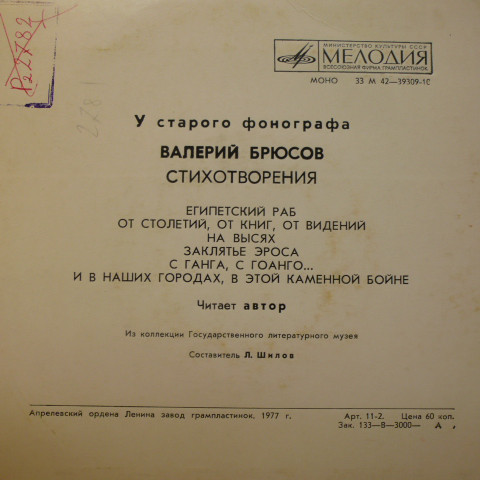 Р22782
278
МИНИСТЕРСТВО КУЛЬТУРЫ СССР
МЕЛОДИЯ
ВСЕСОЮЗНАЯ ФИРМА ГРАМПЛАСТИНОК
МОНО 33 М 42—39309-10
У старого фонографа
ВАЛЕРИЙ БРЮСОВ
СТИХОТВОРЕНИЯ
ЕГИПЕТСКИЙ РАБ
ОТ СТОЛЕТИЙ, ОТ КНИГ, ОТ ВИДЕНИЙ
НА ВЫСЯХ
ЗАКЛЯТЬЕ ЭРОСА
С ГАНГА, С ГОАНГО...
И В НАШИХ ГОРОДАХ, В ЭТОЙ КАМЕННОЙ БОЙНЕ
Читает автор
Из коллекции Государственного литературного музея
Составитель Л. Шилов
Апрелевский ордена Ленина завод грампластинок, 1977 г.
Арт. 11-2. Цена 60 коп.
Зак. 133—В—3000— Д .